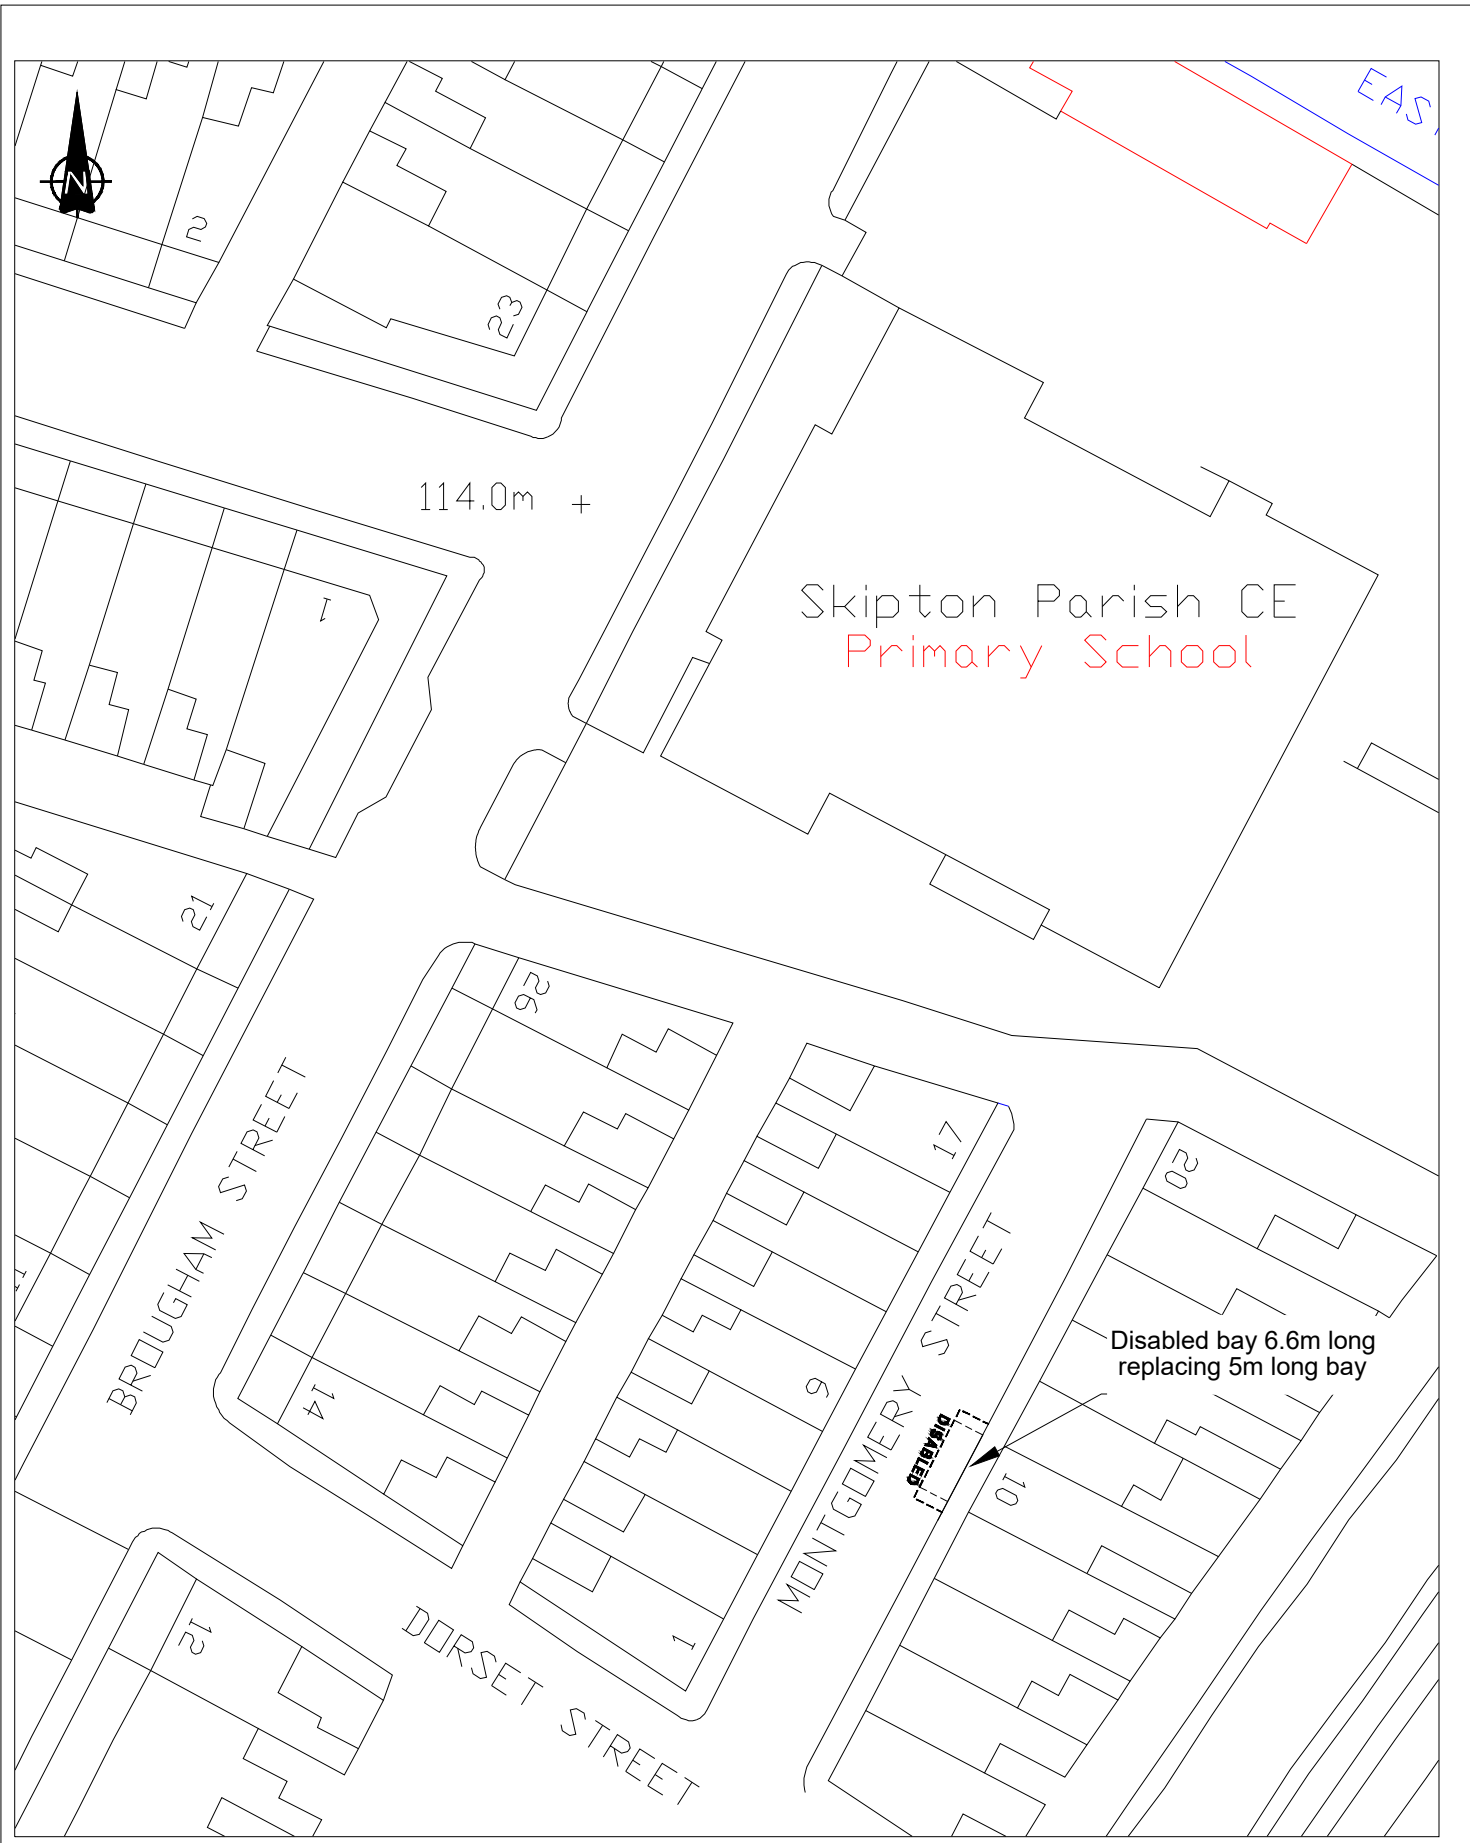 EAS
N
2
23
114.0m +
Skipton Parish CE
Primary School
1
21
26
17
20
BROUGHAM STREET
MONTGOMERY STREET
Disabled bay 6.6m long
replacing 5m long bay
9
14
DISABLED
10
12
1
DORSET STREET